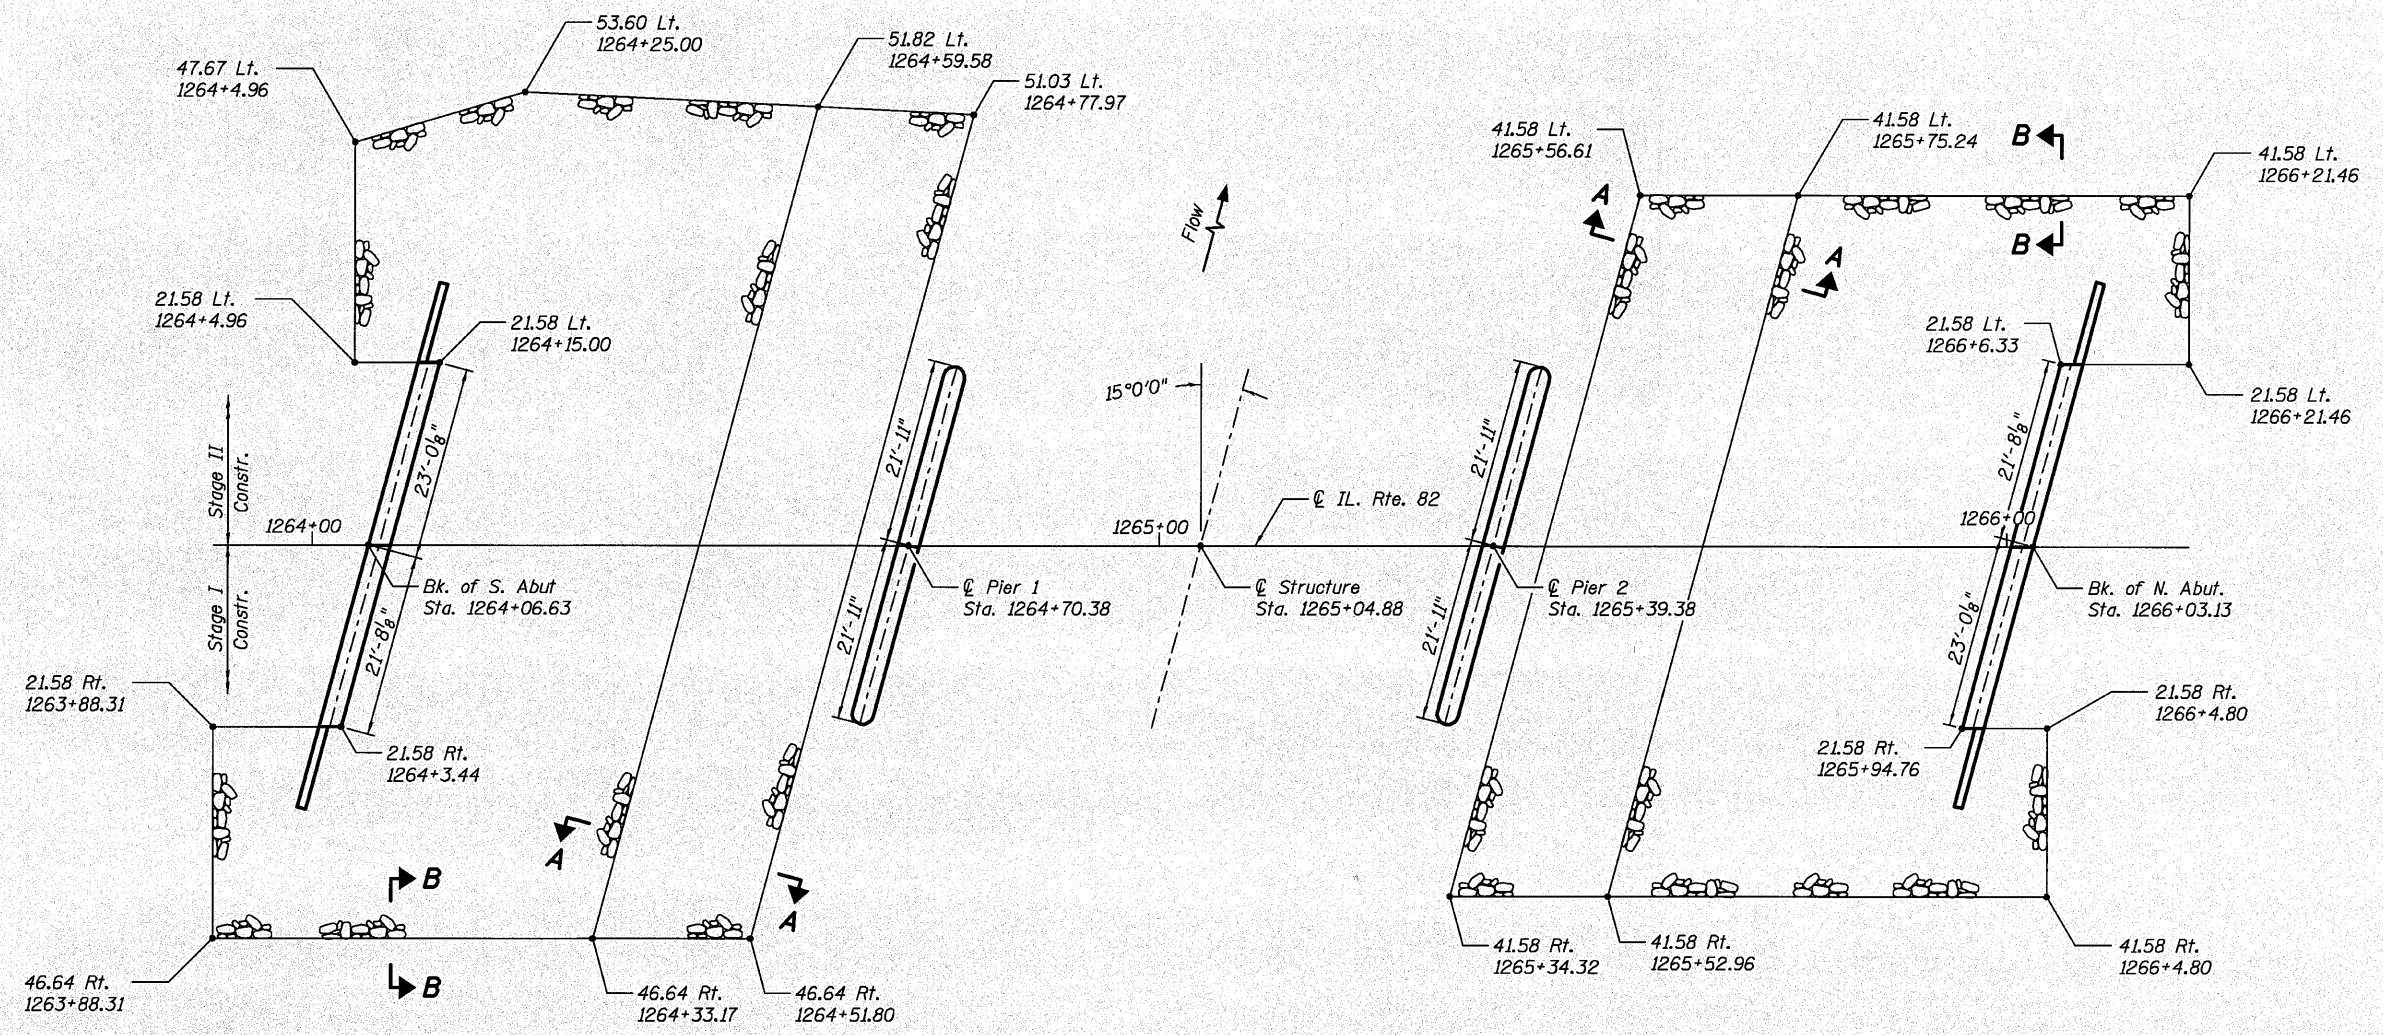 53.60 Lt.
1264+25.00
51.82 Lt.
1264+59.58
47.67 Lt.
1264+4.96
51.03 Lt.
1264+77.97
41.58 Lt.
1265+56.61
41.58 Lt.
1265+75.24
B
41.58 Lt.
1266+21.46
A
Flow
B
A
21.58 Lt.
1264+4.96
21.58 Lt.
1264+15.00
21.58 Lt.
1266+6.33
15°0'0"
21.58 Lt.
1266+21.46
Stage II
Constr.
23'-0⅛"
21'-11"
21'-11"
21'-8⅛"
℄ IL. Rte. 82
1264+00
1265+00
1266+00
Bk. of S. Abut
Sta. 1264+06.63
℄ Pier 1
Sta. 1264+70.38
℄ Structure
Sta. 1265+04.88
℄ Pier 2
Sta. 1265+39.38
Bk. of N. Abut.
Sta. 1266+03.13
Stage I
Constr.
21'-8⅛"
21'-11"
21'-11"
23'-0⅛"
21.58 Rt.
1263+88.31
21.58 Rt.
1264+3.44
21.58 Rt.
1266+4.80
21.58 Rt.
1265+94.76
A
B
A
B
46.64 Rt.
1263+88.31
46.64 Rt.
1264+33.17
46.64 Rt.
1264+51.80
41.58 Rt.
1265+34.32
41.58 Rt.
1265+52.96
41.58 Rt.
1266+4.80